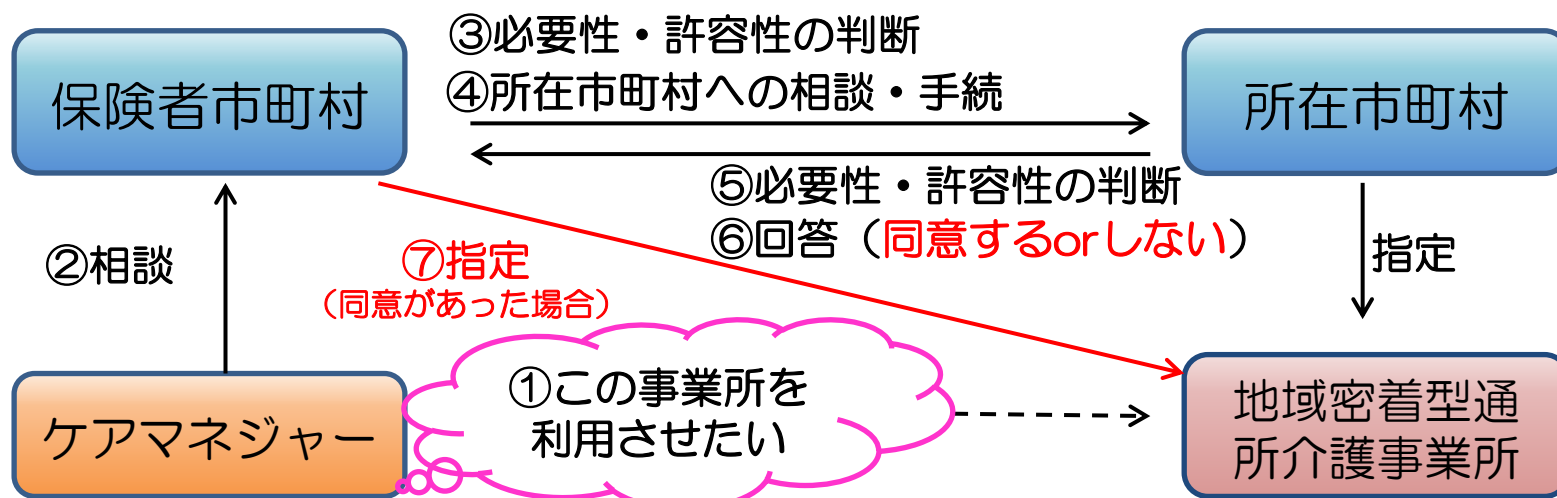 ③必要性・許容性の判断
④所在市町村への相談・手続
保険者市町村
所在市町村
⑤必要性・許容性の判断
⑥回答（同意するorしない）
②相談
⑦指定
（同意があった場合）
指定
①この事業所を
利用させたい
ケアマネジャー
地域密着型通
所介護事業所